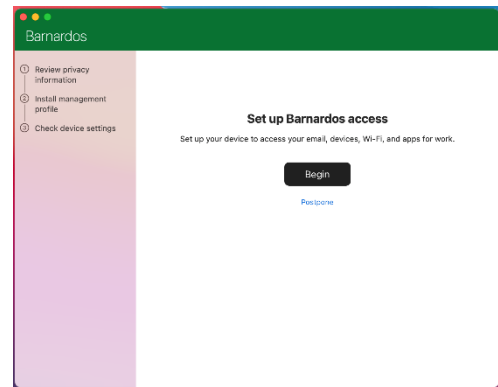 Barnardos
1 Review privacy
information
2 Install management
profile
3 Check device settings
Set up Barnardos access
Set up your device to access your email, devices, Wi-Fi, and apps for work.
Begin
Postpone